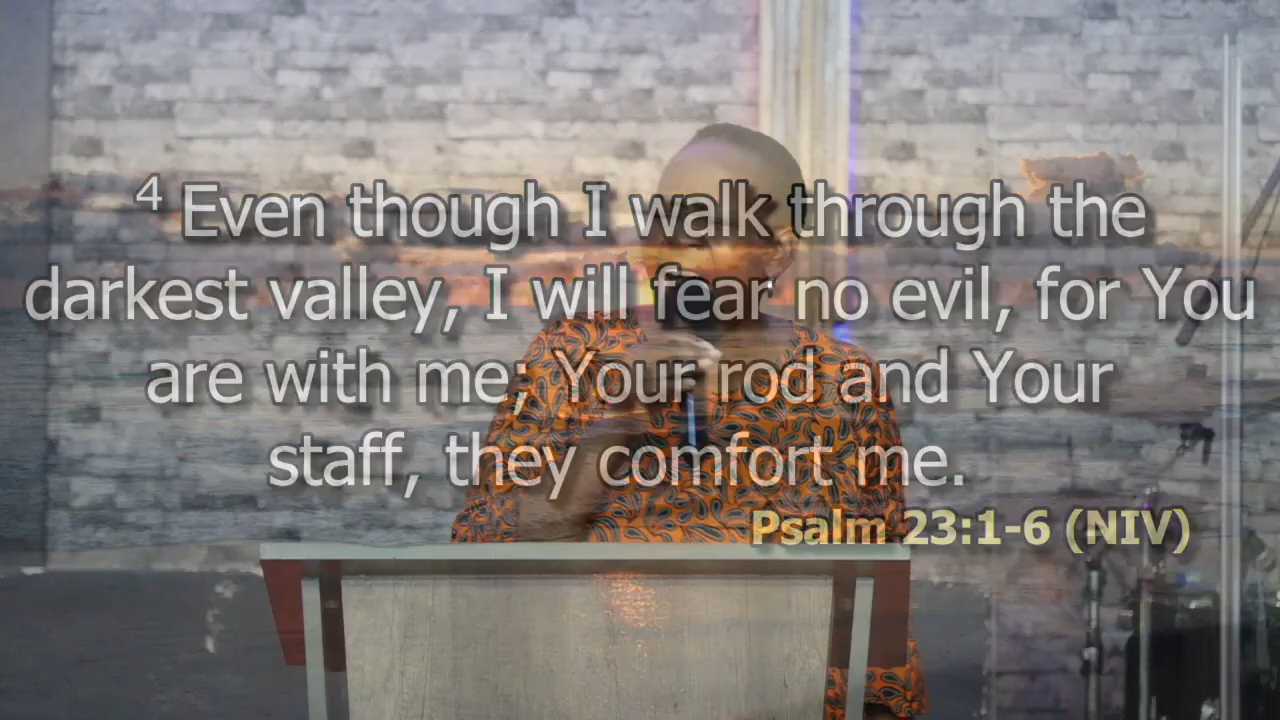 4 Even though I walk through the
darkest valley, I will fear no evil, for You
are with me; Your rod and Your
staff, they comfort me.
Psalm 23:1-6 (NIV)